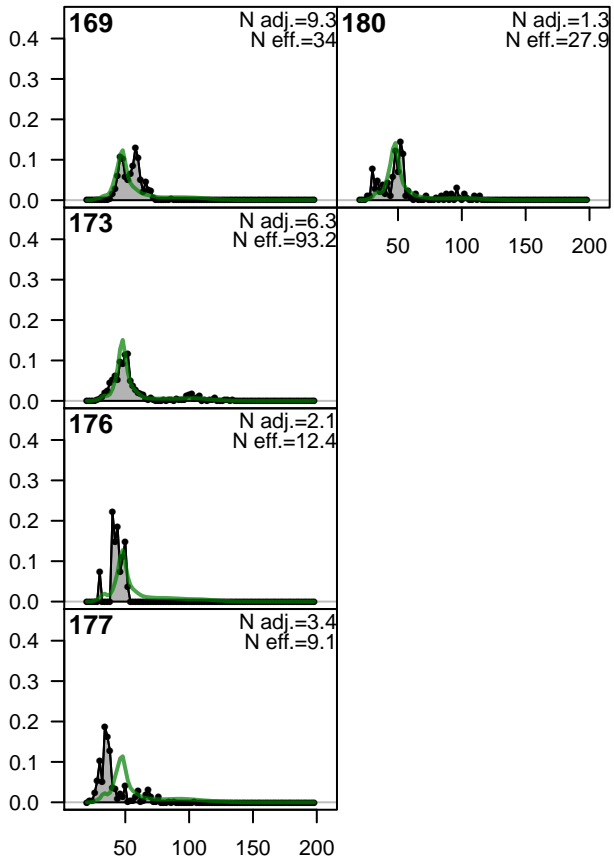 169
N adj.=9.3
N eff.=34
180
N adj.=1.3
N eff.=27.9
0.4
0.3
0.2
0.1
0.0
173
N adj.=6.3
N eff.=93.2
0.4
0.3
0.2
0.1
0.0
50 100 150 200
176
N adj.=2.1
N eff.=12.4
0.4
0.3
0.2
0.1
0.0
177
N adj.=3.4
N eff.=9.1
0.4
0.3
0.2
0.1
0.0
50 100 150 200